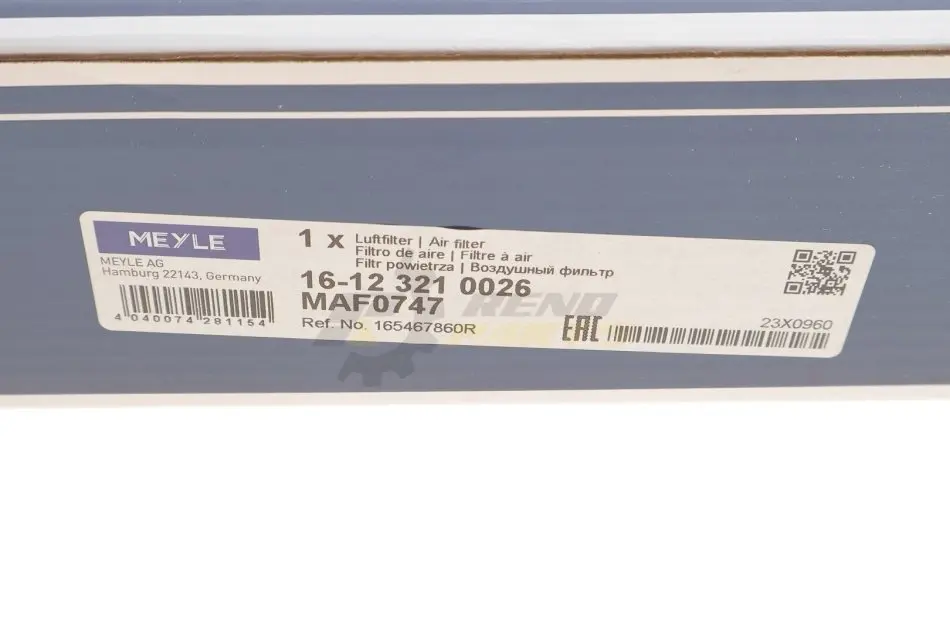 MEYLE
MEYLE AG
Hamburg 22143, Germany
4 040074 281154
1 x Luftfilter | Air filter
Filtro de aire | Filtre à air
Filtr powietrza | Воздушный фильтр
16-12 321 0026
MAF0747
Ref. No. 165467860R
EAC
23X0960
RENO